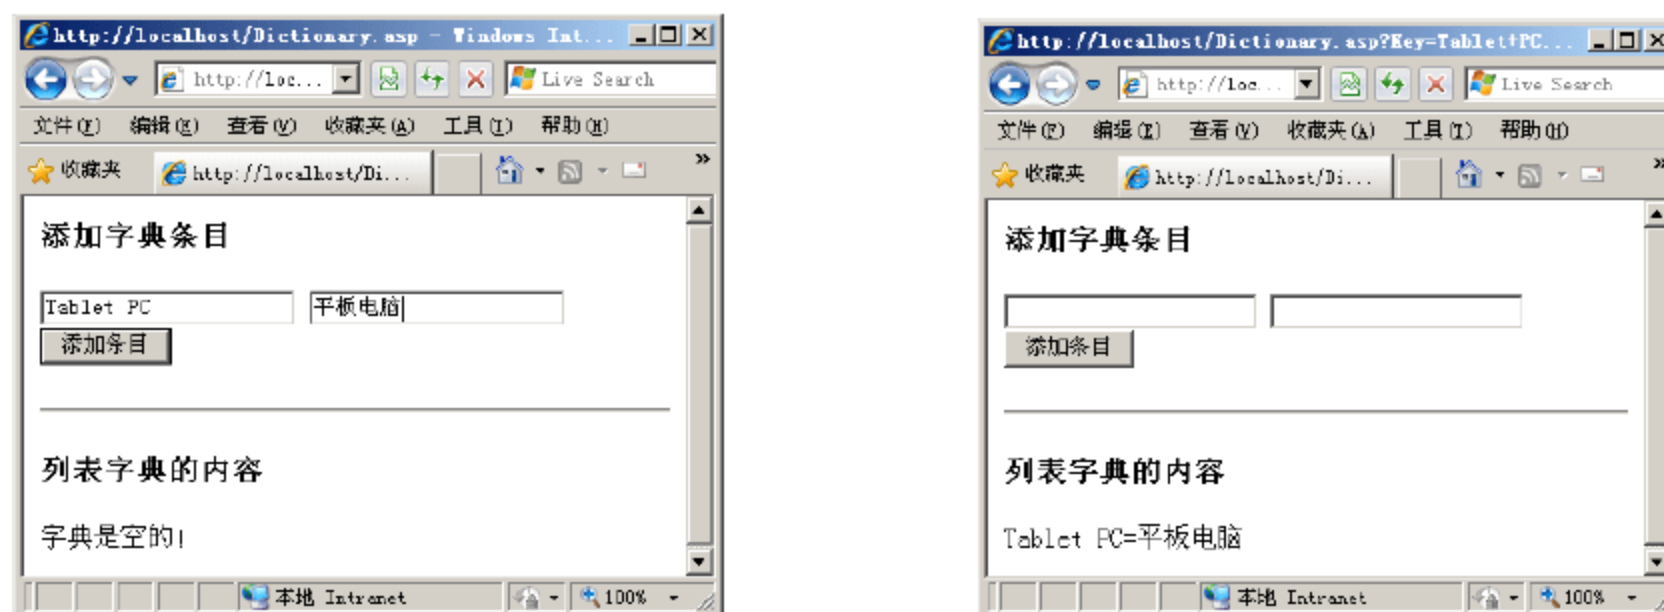 http://localhost/Dictionary.asp - Windows Int...
http://loc...
Live Search
文件(F) 编辑(E) 查看(V) 收藏夹(A) 工具(T) 帮助(H)
收藏夹
http://localhost/Di...
添加字典条目
Tablet PC 平板电脑
添加条目
列表字典的内容
字典是空的!
本地 Intranet 100%
http://localhost/Dictionary.asp?Key=Tablet+PC...
http://loc...
Live Search
文件(F) 编辑(E) 查看(V) 收藏夹(A) 工具(T) 帮助(H)
收藏夹
http://localhost/Di...
添加字典条目
添加条目
列表字典的内容
Tablet PC=平板电脑
本地 Intranet 100%